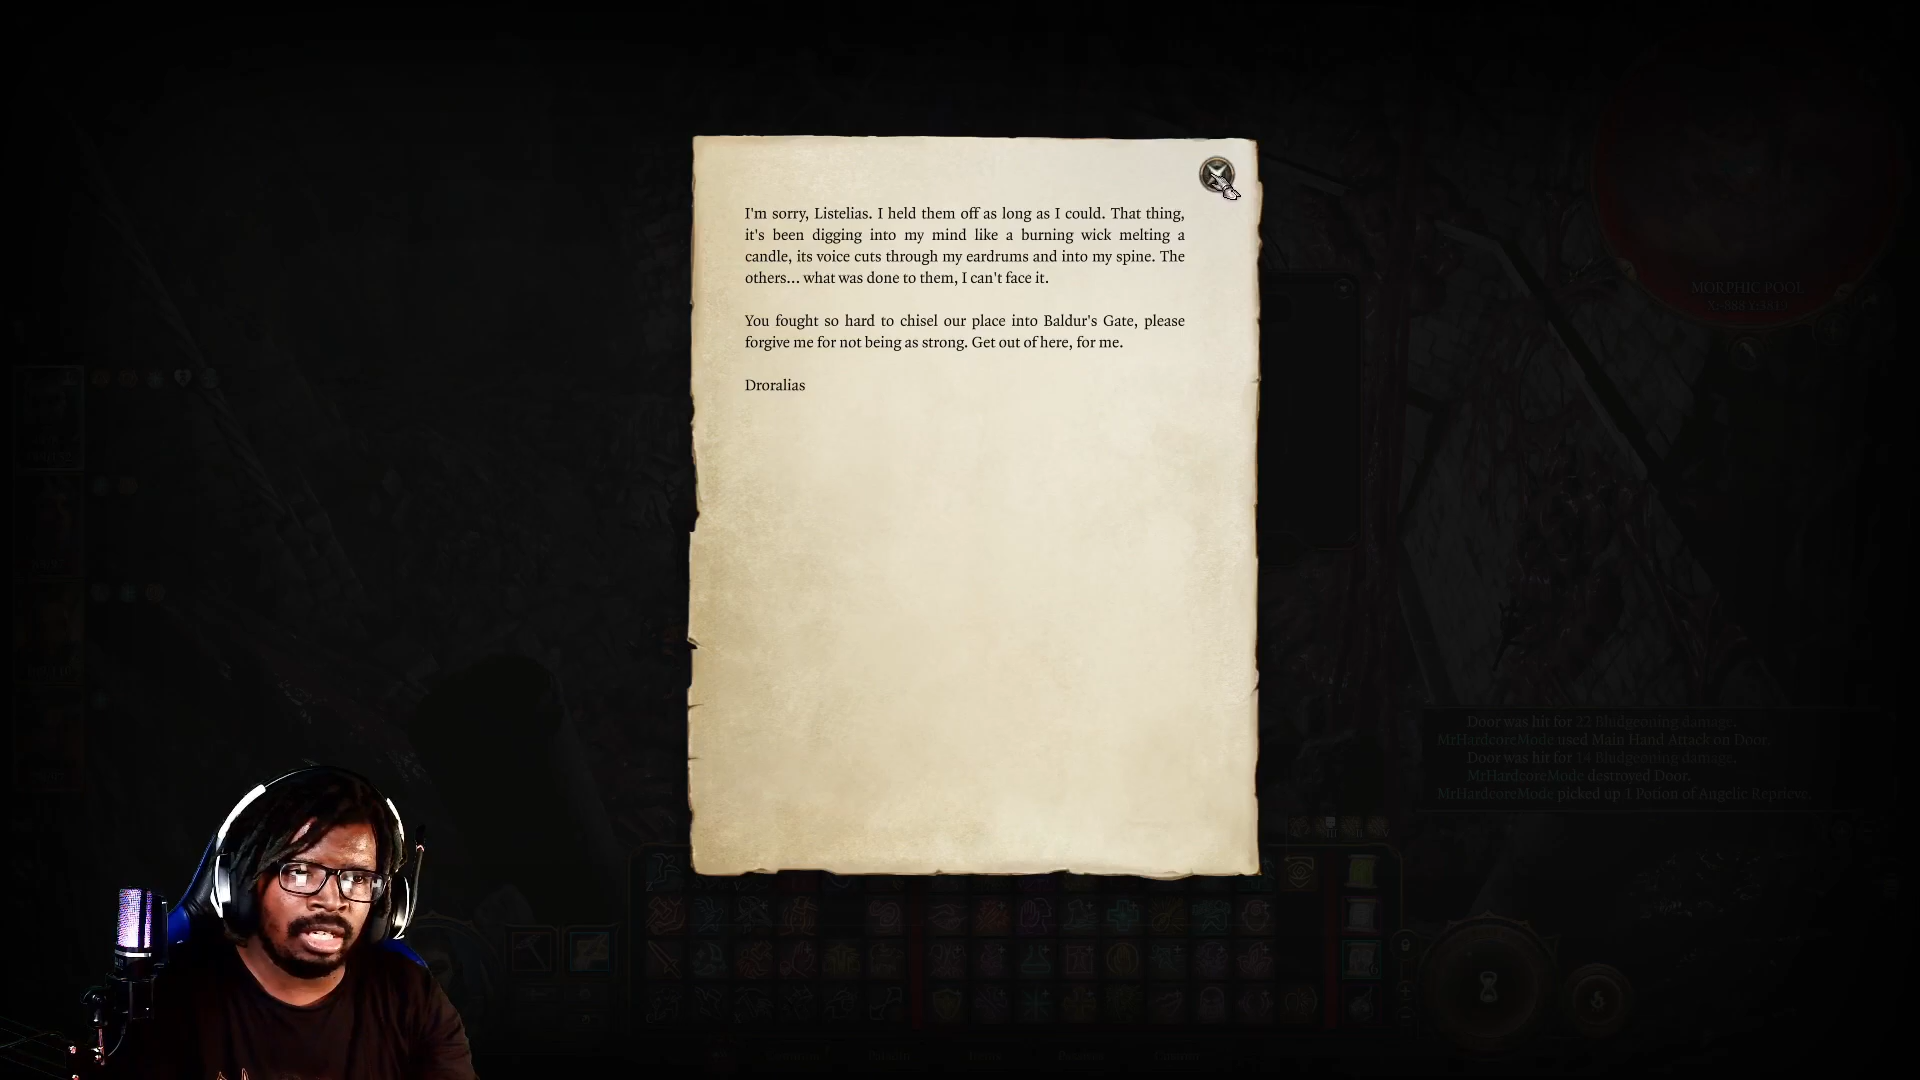 I'm sorry, Listelias. I held them off as long as I could. That thing,
it's been digging into my mind like a burning wick melting a
candle, its voice cuts through my eardrums and into my spine. The
others... what was done to them, I can't face it.
You fought so hard to chisel our place into Baldur's Gate, please
forgive me for not being as strong. Get out of here, for me.
Droralias
MORPHIC POOL
Door was hit for 22 Bludgeoning damage.
MrHardcoreMode used Main Hand Attack on Door.
Door was hit for 14 Bludgeoning damage.
MrHardcoreMode destroyed Door.
MrHardcoreMode picked up 1 Potion of Angelic Reprieve.